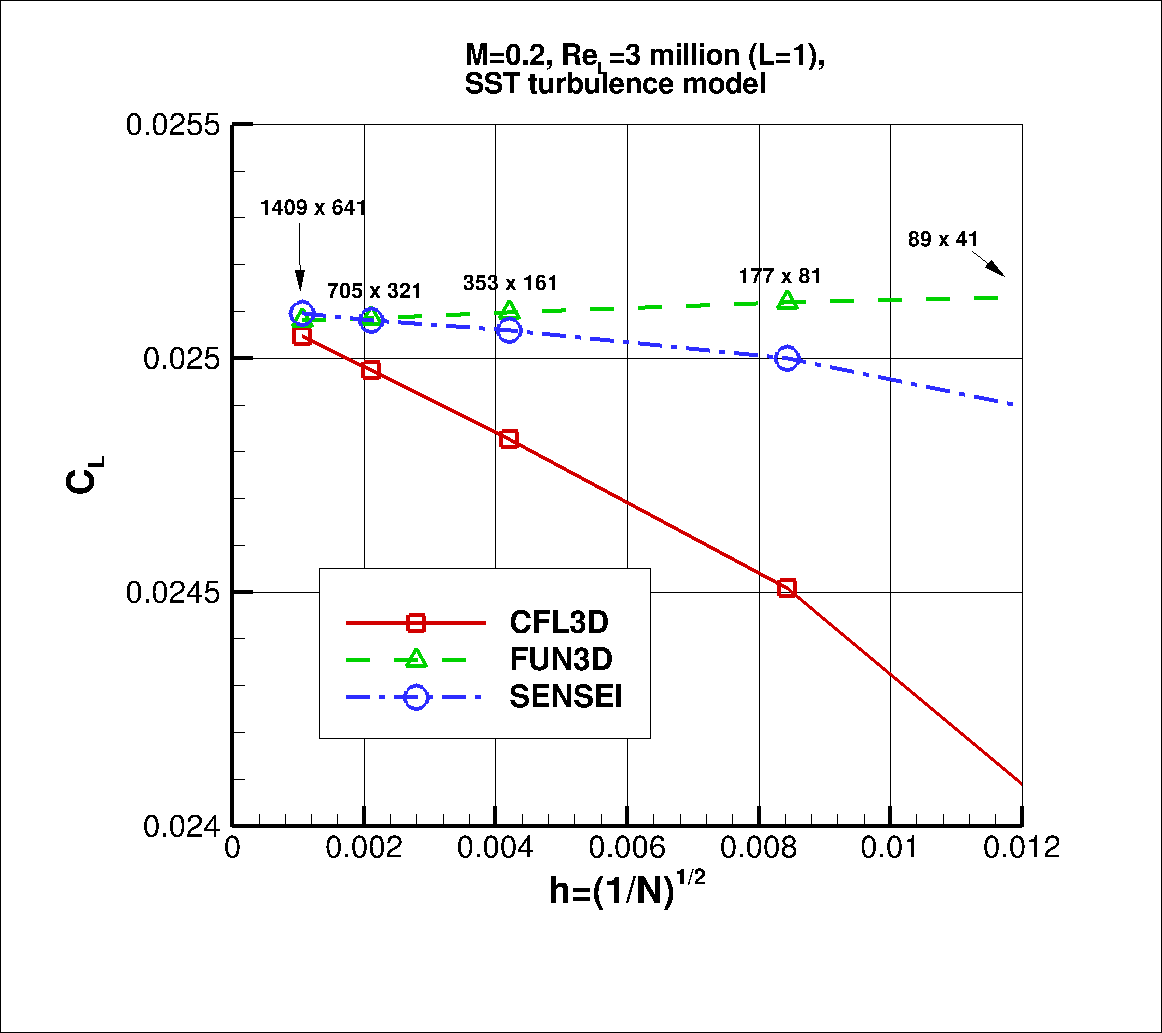 M=0.2, Re_L=3 million (L=1),
SST turbulence model
0.0255
1409 x 641
89 x 41
705 x 321
353 x 161
177 x 81
0.025
C_L
0.0245
CFL3D
FUN3D
SENSEI
0.024
0
0.002
0.004
0.006
0.008
0.01
0.012
h=(1/N)^1/2